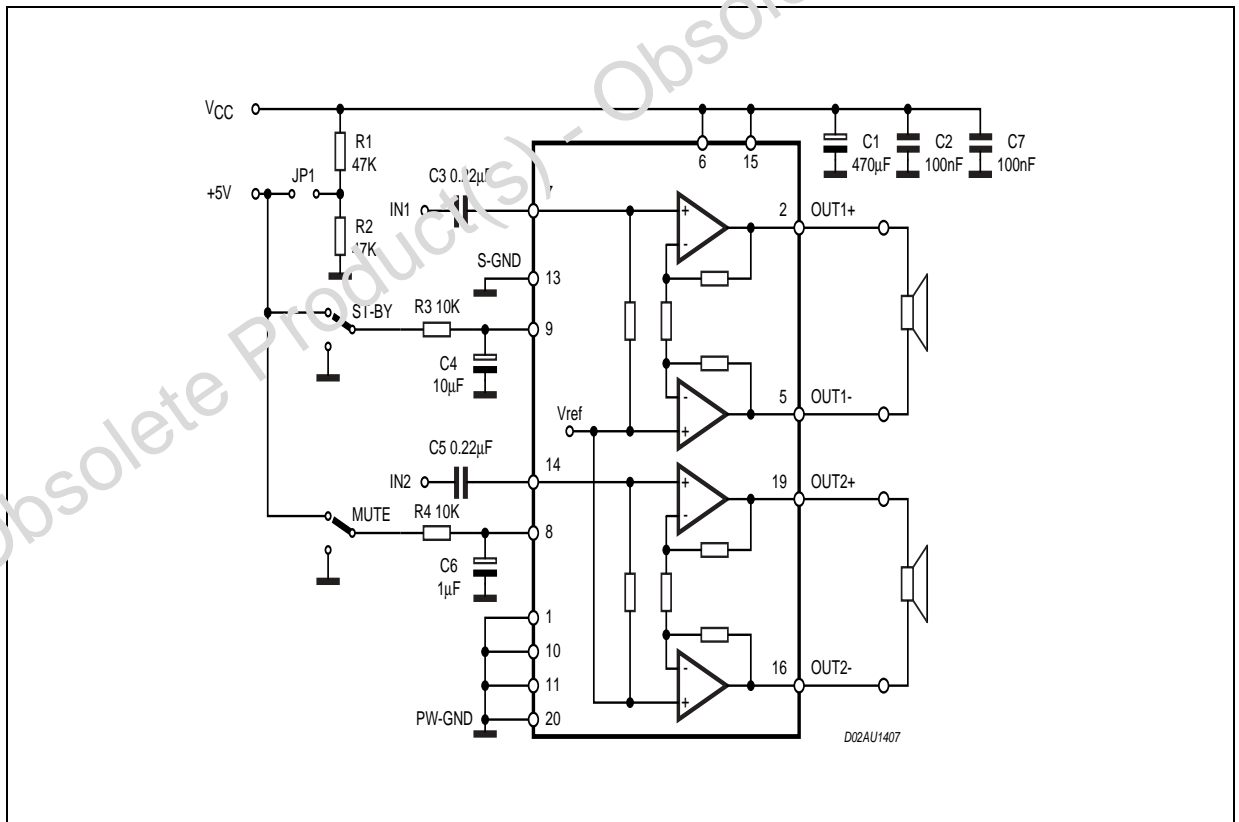 Obsolete Product(s) - Obsol
VCC
R1
47K
6
15
C1
470µF
C2
100nF
C7
100nF
+5V
JP1
C3 0.22µF
7
IN1
2
OUT1+
R2
47K
S-GND
13
ST-BY
R3 10K
9
C4
10µF
5
OUT1-
Vref
C5 0.22µF
14
IN2
19
OUT2+
MUTE
R4 10K
8
C6
1µF
1
10
16
OUT2-
11
PW-GND
20
D02AU1407
+
-
-
+
+
-
-
+
Obsolete